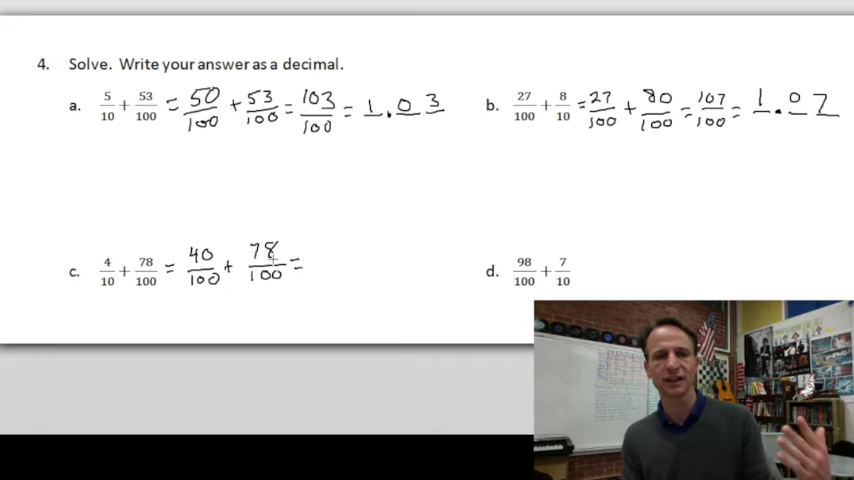 4. Solve. Write your answer as a decimal.
a. 5/10 + 53/100 = 50/100 + 53/100 = 103/100 = 1.03
b. 27/100 + 8/10 = 27/100 + 80/100 = 107/100 = 1.07
c. 4/10 + 78/100 = 40/100 + 78/100 =
d. 98/100 + 7/10